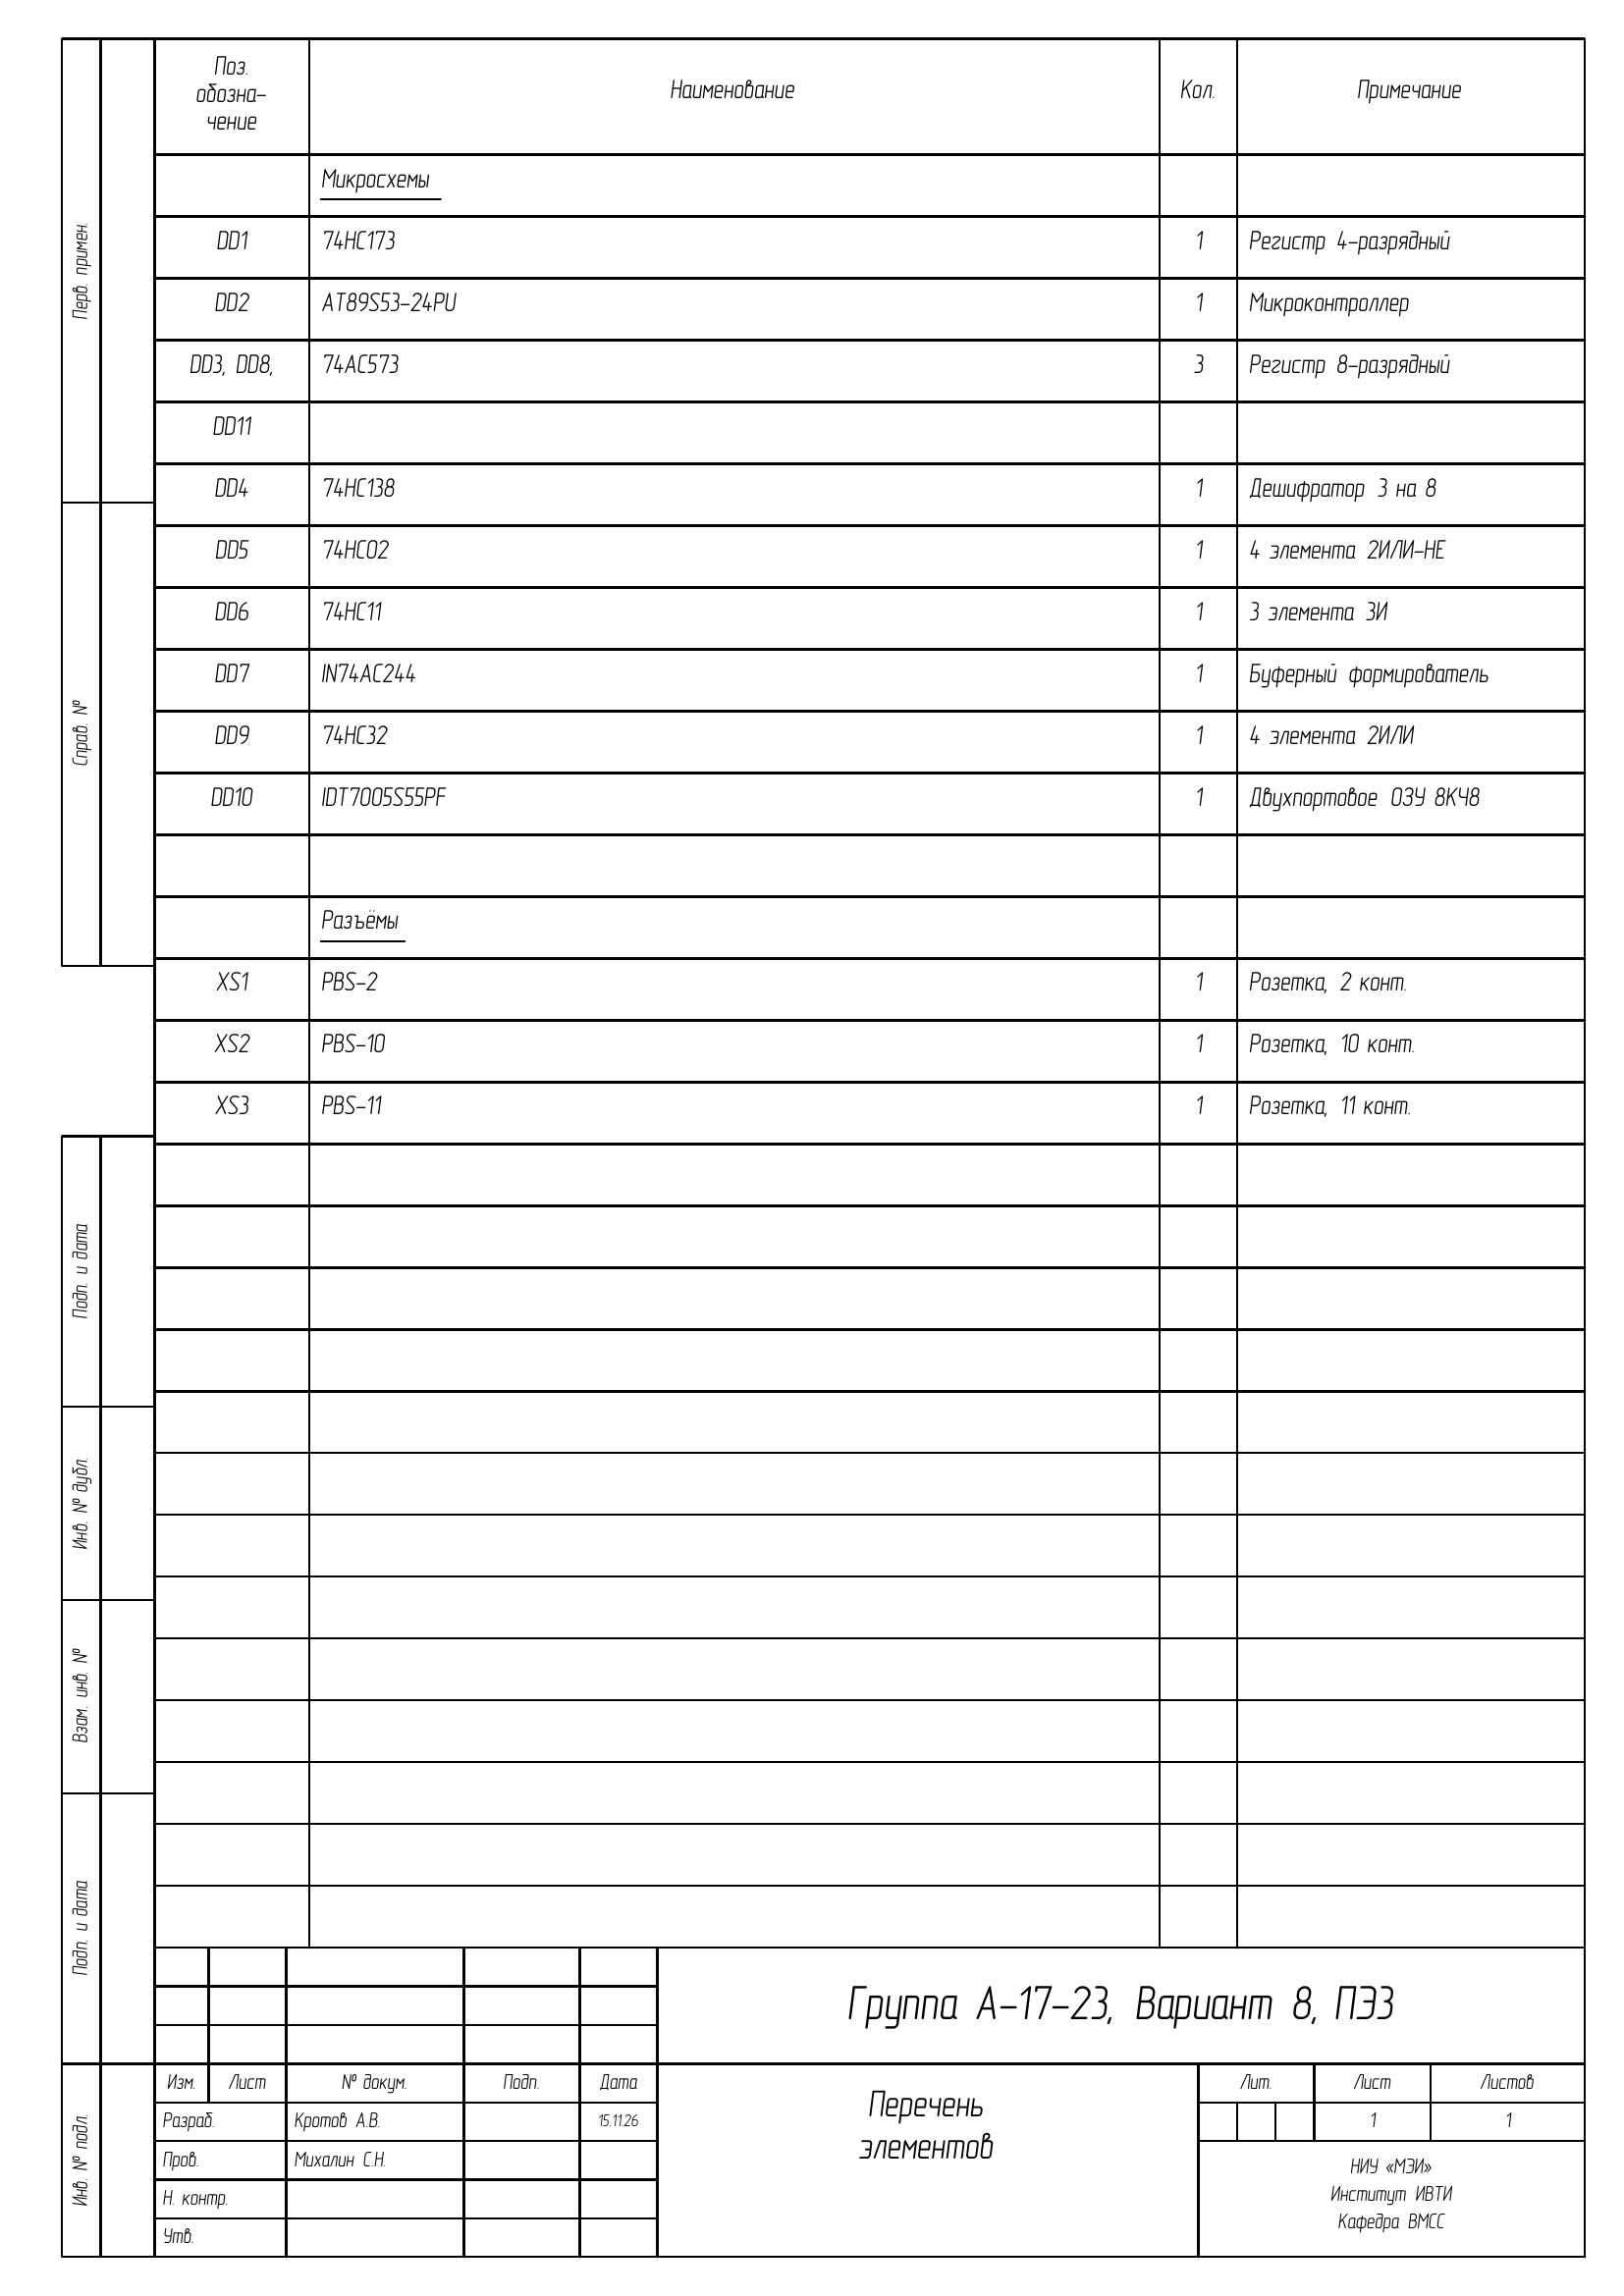 Поз.
обозна-
чение
Наименование
Кол.
Примечание
Микросхемы
DD1 74HC173 1 Регистр 4-разрядный
DD2 AT89S53-24PU 1 Микроконтроллер
DD3, DD8, 74AC573 3 Регистр 8-разрядный
DD11
DD4 74HC138 1 Дешифратор 3 на 8
DD5 74HC02 1 4 элемента 2ИЛИ-НЕ
DD6 74HC11 1 3 элемента 3И
DD7 IN74AC244 1 Буферный формирователь
DD9 74HC32 1 4 элемента 2ИЛИ
DD10 IDT7005S55PF 1 Двухпортовое ОЗУ 8КЧ8
Разъёмы
XS1 PBS-2 1 Розетка, 2 конт.
XS2 PBS-10 1 Розетка, 10 конт.
XS3 PBS-11 1 Розетка, 11 конт.
Перв. примен.
Справ. №
Подп. и дата
Инв. № дубл.
Взам. инв. №
Подп. и дата
Инв. № подл.
Группа А-17-23, Вариант 8, ПЭ3
Изм. Лист № докум. Подп. Дата
Разраб. Кротов А.В. 15.11.26
Пров. Михалин С.Н.
Н. контр.
Утв.
Перечень
элементов
Лит. Лист Листов
1 1
НИУ «МЭИ»
Институт ИВТИ
Кафедра ВМСС